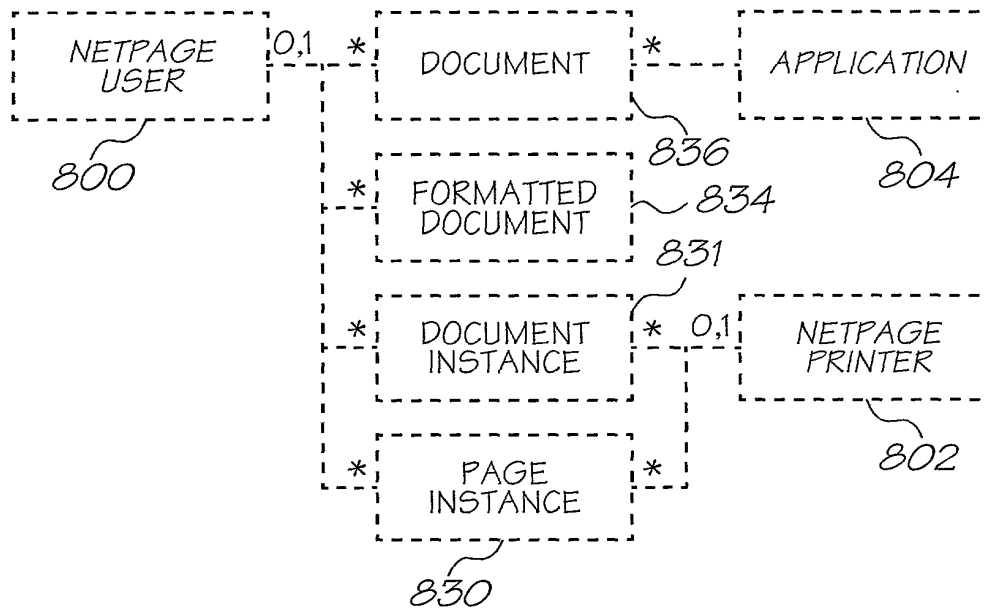 NETPAGE
USER
0,1
*
DOCUMENT
*
APPLICATION
800
836
804
*
FORMATTED
DOCUMENT
834
831
*
DOCUMENT
INSTANCE
*
0,1
NETPAGE
PRINTER
802
*
PAGE
INSTANCE
*
830